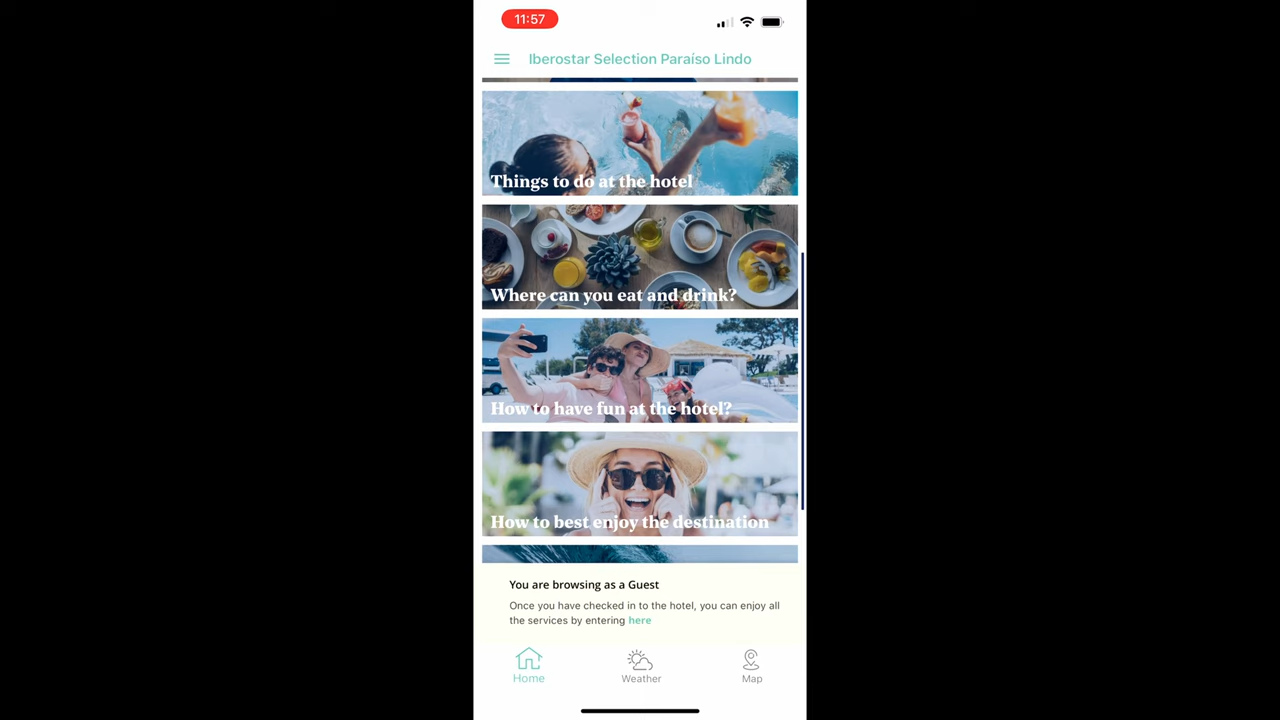 11:57
Iberostar Selection Paraíso Lindo
Things to do at the hotel
Where can you eat and drink?
How to have fun at the hotel?
How to best enjoy the destination
You are browsing as a Guest
Once you have checked in to the hotel, you can enjoy all
the services by entering here
Home
Weather
Map